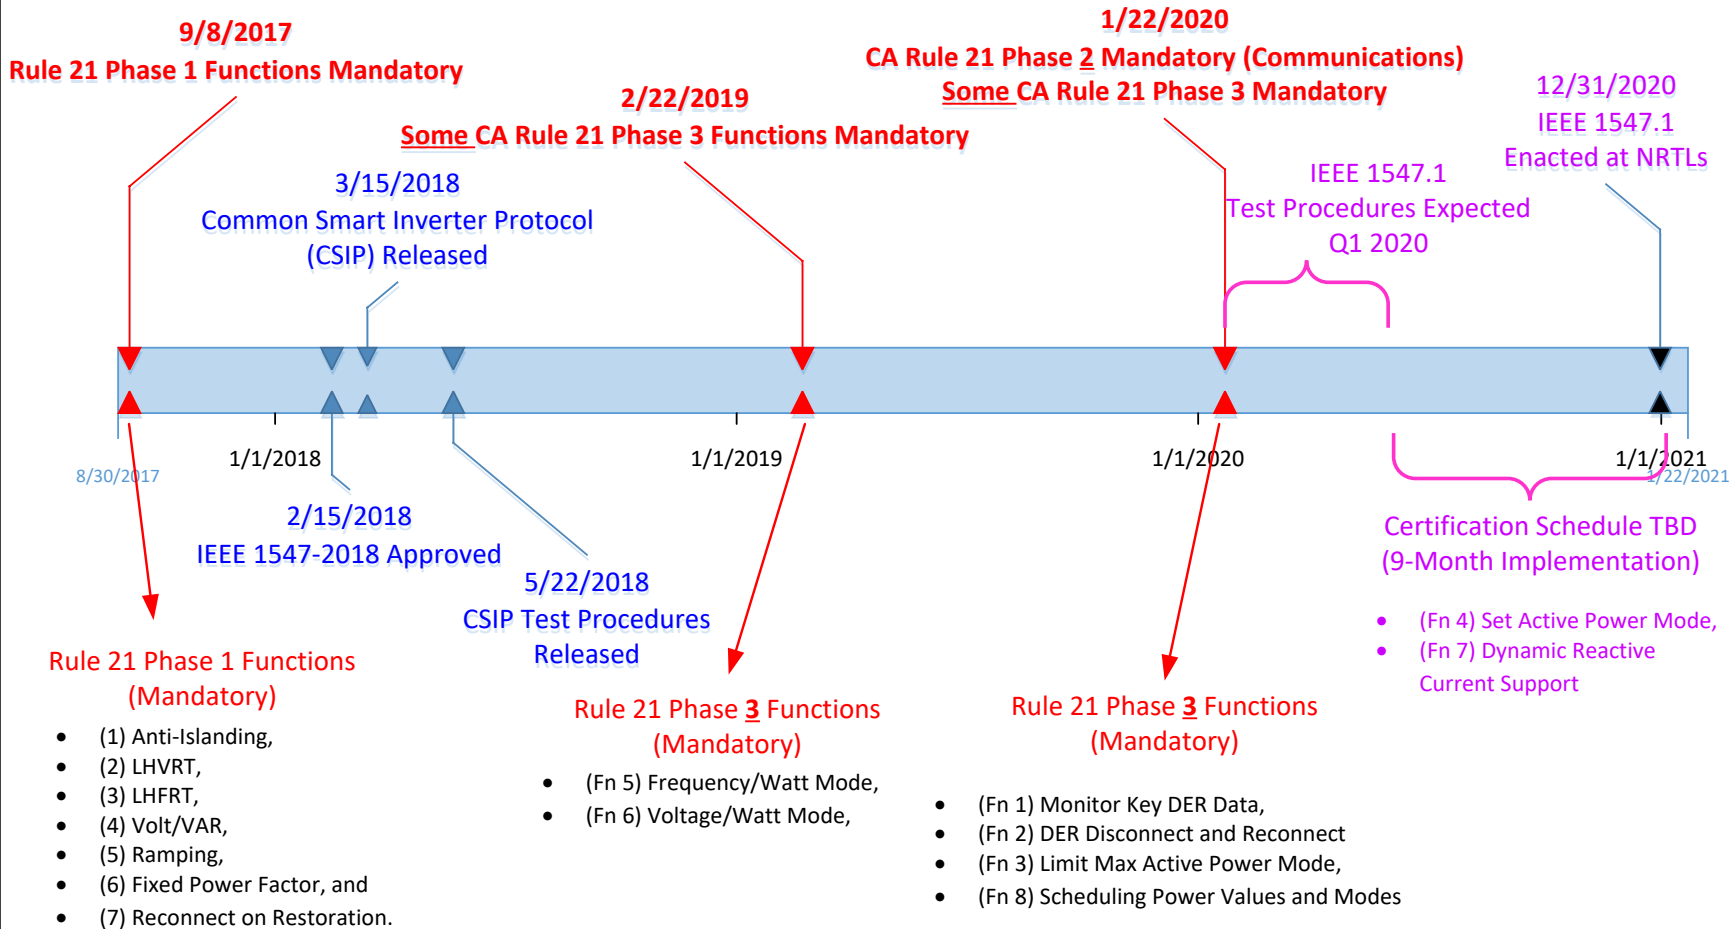 9/8/2017
Rule 21 Phase 1 Functions Mandatory
2/22/2019
Some CA Rule 21 Phase 3 Functions Mandatory
1/22/2020
CA Rule 21 Phase 2 Mandatory (Communications)
Some CA Rule 21 Phase 3 Mandatory
12/31/2020
IEEE 1547.1
Enacted at NRTLs
3/15/2018
Common Smart Inverter Protocol
(CSIP) Released
IEEE 1547.1
Test Procedures Expected
Q1 2020
8/30/2017
1/1/2018
1/1/2019
1/1/2020
1/1/2021
1/22/2021
2/15/2018
IEEE 1547-2018 Approved
5/22/2018
CSIP Test Procedures
Released
Certification Schedule TBD
(9-Month Implementation)
• (Fn 4) Set Active Power Mode,
• (Fn 7) Dynamic Reactive
Current Support
Rule 21 Phase 1 Functions
(Mandatory)
• (1) Anti-Islanding,
• (2) LHVRT,
• (3) LHFRT,
• (4) Volt/VAR,
• (5) Ramping,
• (6) Fixed Power Factor, and
• (7) Reconnect on Restoration.
Rule 21 Phase 3 Functions
(Mandatory)
• (Fn 5) Frequency/Watt Mode,
• (Fn 6) Voltage/Watt Mode,
Rule 21 Phase 3 Functions
(Mandatory)
• (Fn 1) Monitor Key DER Data,
• (Fn 2) DER Disconnect and Reconnect
• (Fn 3) Limit Max Active Power Mode,
• (Fn 8) Scheduling Power Values and Modes